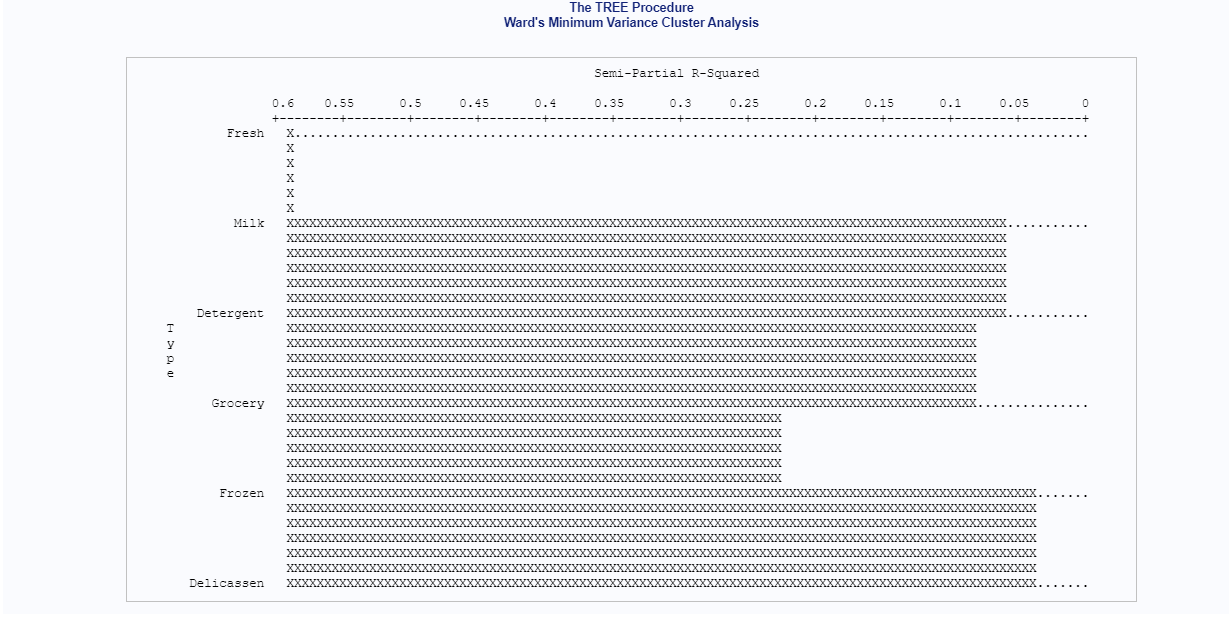 The TREE Procedure
Ward's Minimum Variance Cluster Analysis
Semi-Partial R-Squared
0.6 0.55 0.5 0.45 0.4 0.35 0.3 0.25 0.2 0.15 0.1 0.05 0
Fresh
Milk
Detergent
Type
Grocery
Frozen
Delicassen